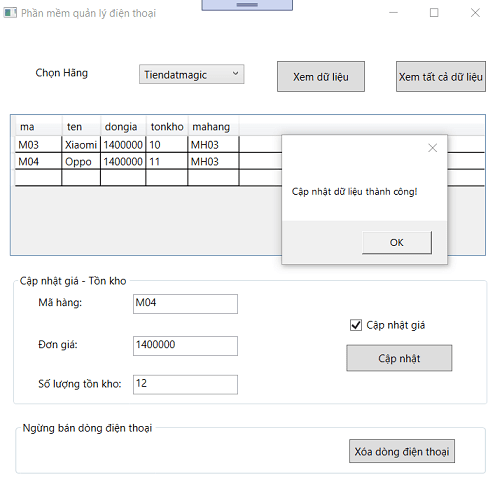 Phần mềm quản lý điện thoại
Chọn Hãng
Tiendatmagic
Xem dữ liệu
Xem tất cả dữ liệu
ma ten dongia tonkho mahang
M03 Xiaomi 1400000 10 MH03
M04 Oppo 1400000 11 MH03
Cập nhật dữ liệu thành công!
OK
Cập nhật giá - Tồn kho
Mã hàng: M04
Cập nhật giá
Đơn giá: 1400000
Cập nhật
Số lượng tồn kho: 12
Ngừng bán dòng điện thoại
Xóa dòng điện thoại